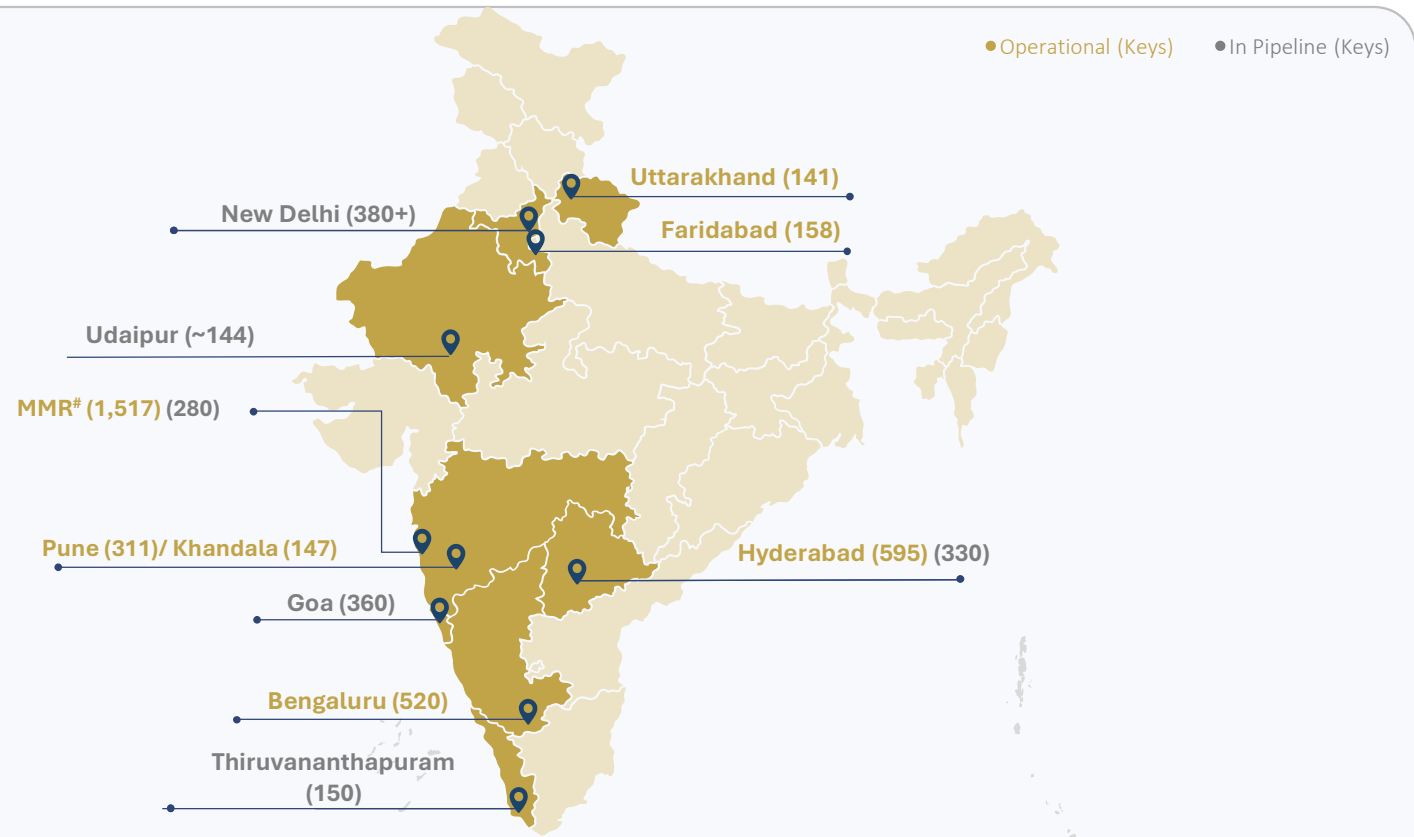 Operational (Keys)
In Pipeline (Keys)
Uttarakhand (141)
New Delhi (380+)
Faridabad (158)
Udaipur (~144)
MMR# (1,517) (280)
Pune (311)/ Khandala (147)
Hyderabad (595) (330)
Goa (360)
Bengaluru (520)
Thiruvananthapuram
(150)